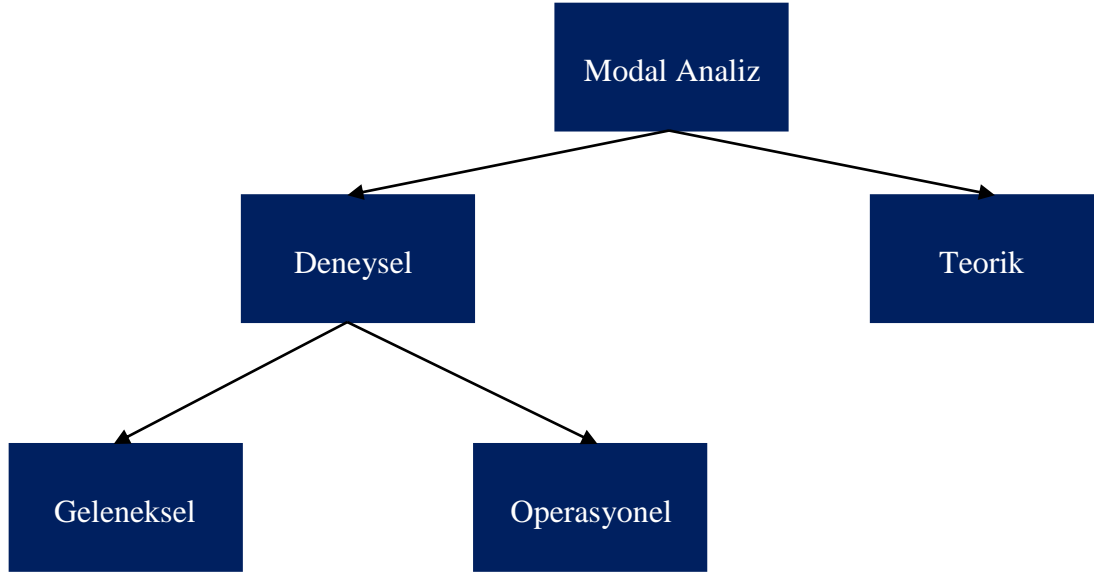 Modal Analiz
Deneysel
Teorik
Geleneksel
Operasyonel